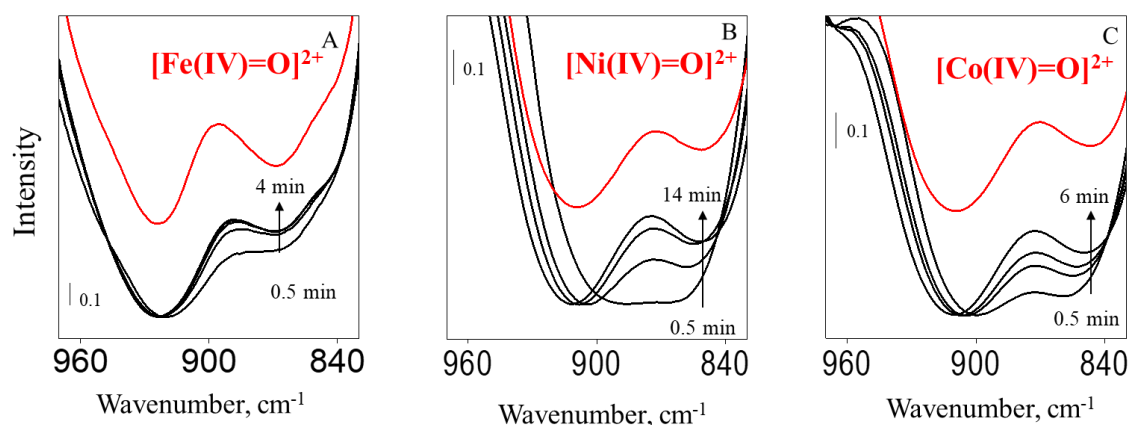 Intensity
A
[Fe(IV)=O]²⁺
4 min
0.5 min
0.1
960 900 840
Wavenumber, cm⁻¹
B
0.1
[Ni(IV)=O]²⁺
14 min
0.5 min
960 900 840
Wavenumber, cm⁻¹
C
[Co(IV)=O]²⁺
0.1
6 min
0.5 min
960 900 840
Wavenumber, cm⁻¹